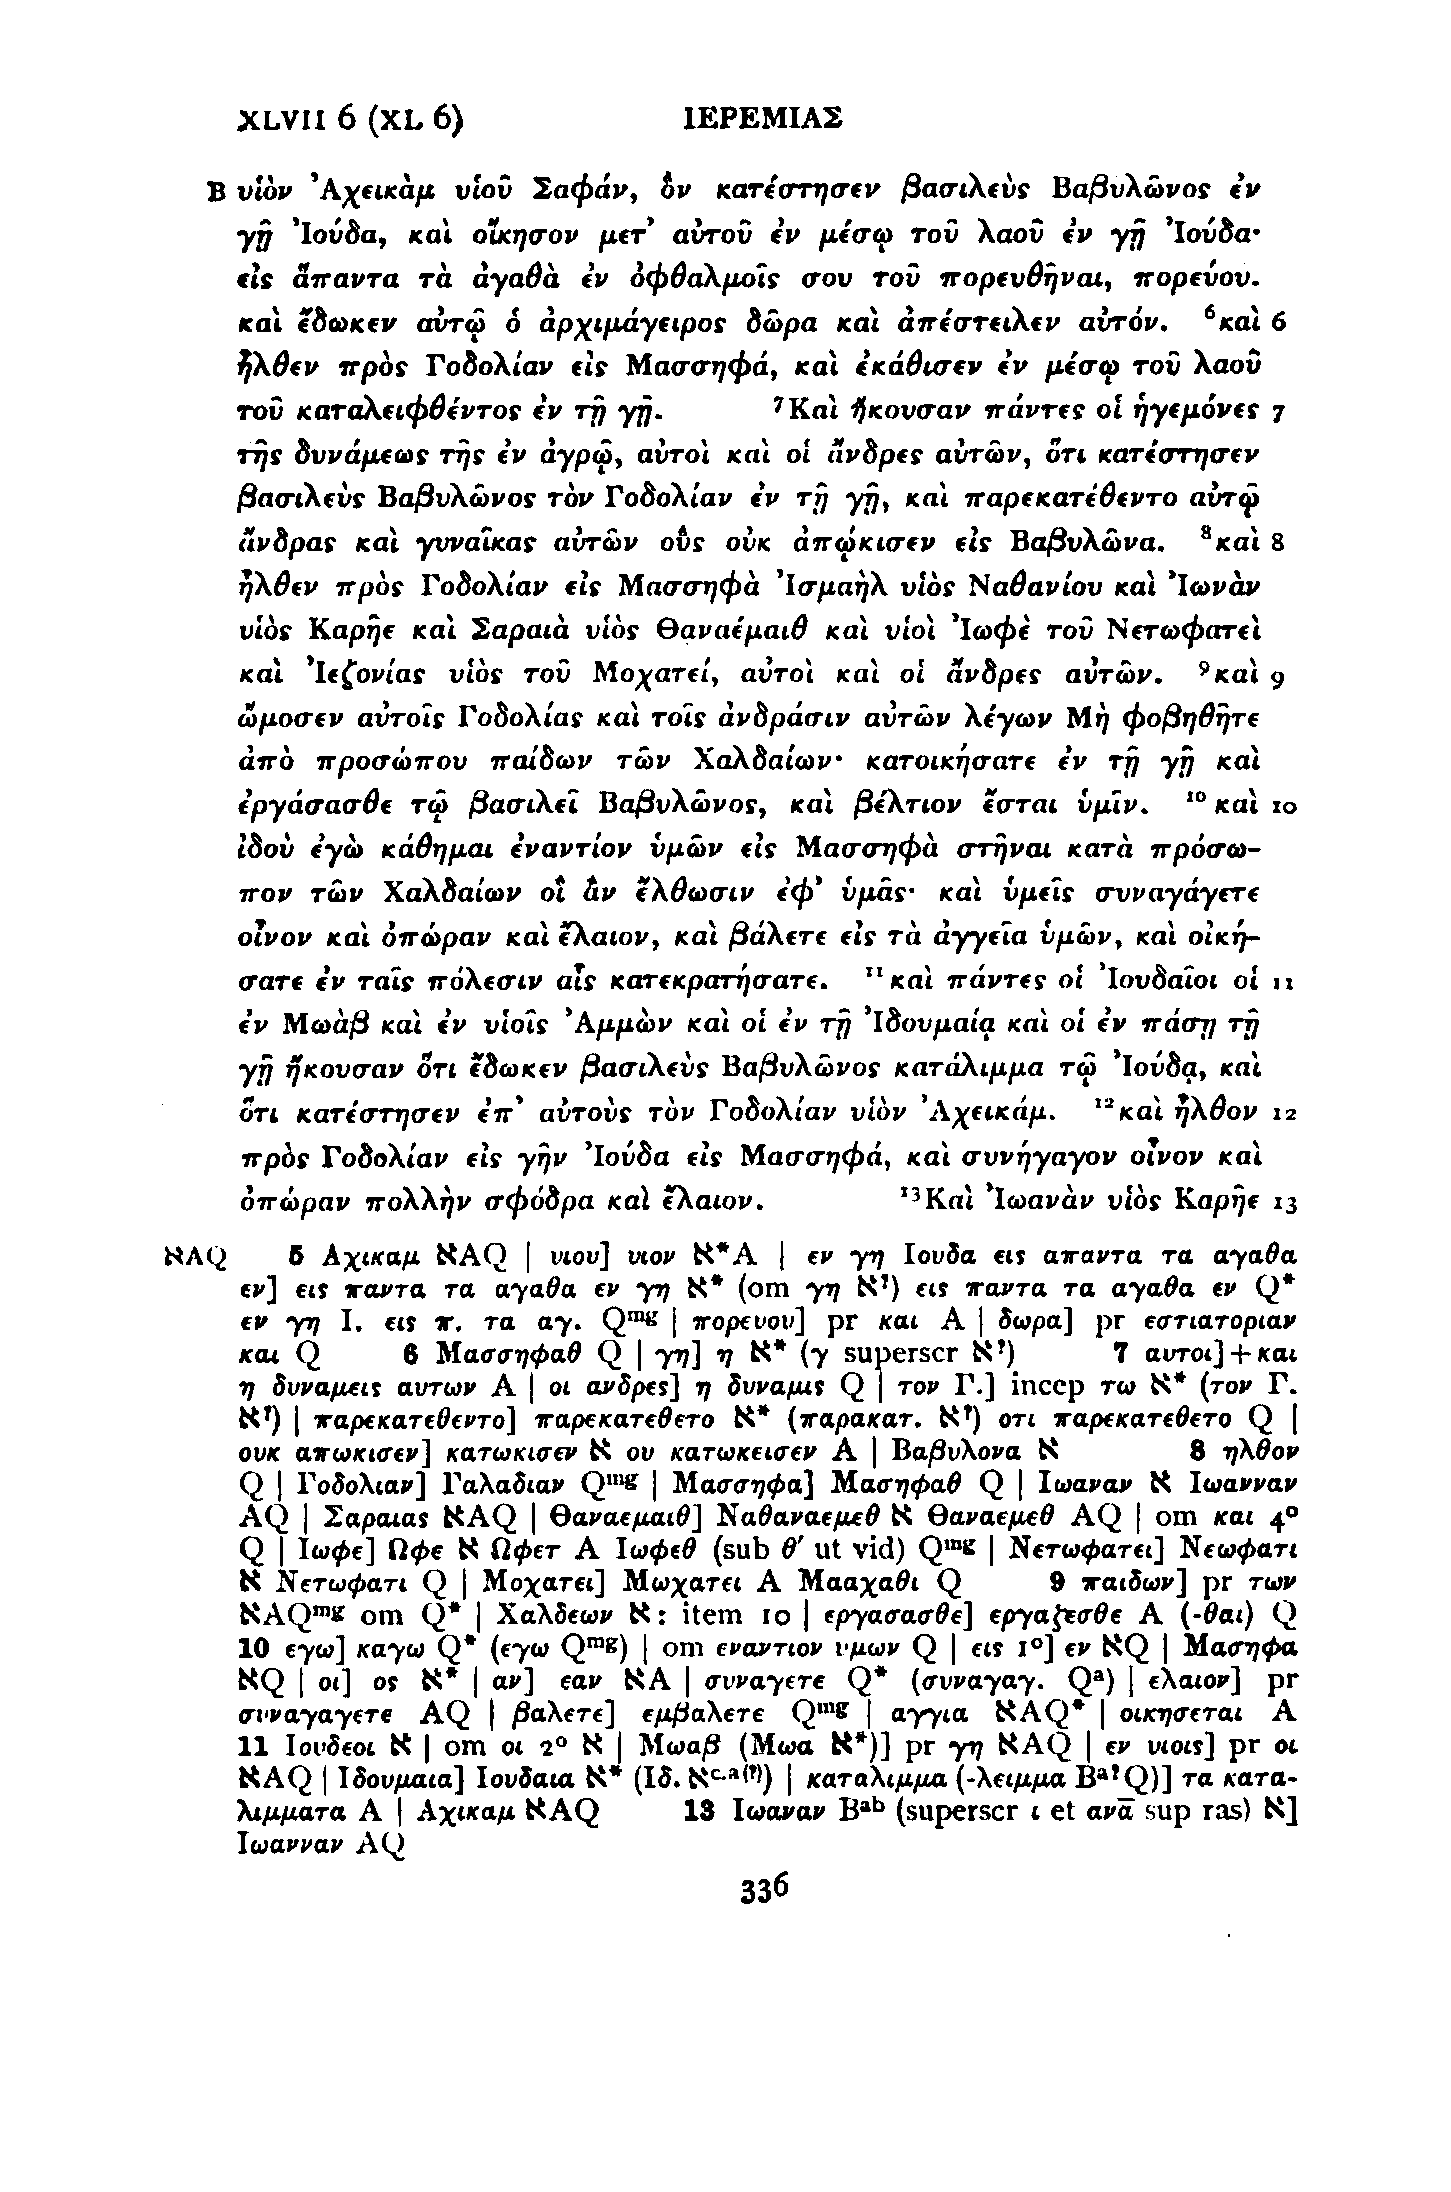 XLVII 6 (XL 6) ΙΕΡΕΜΙΑΣ
B υἱὸν Ἀχεικὰμ υἱοῦ Σαφάν, ὃν κατέστησεν βασιλεὺς Βαβυλῶνος ἐν
γῇ Ἰούδα, καὶ οἴκησον μετ' αὐτοῦ ἐν μέσῳ τοῦ λαοῦ ἐν γῇ Ἰούδα·
εἰς ἅπαντα τὰ ἀγαθὰ ἐν ὀφθαλμοῖς σου τοῦ πορευθῆναι, πορεύου.
καὶ ἔδωκεν αὐτῷ ὁ ἀρχιμάγειρος δῶρα καὶ ἀπέστειλεν αὐτόν. ⁶καὶ 6
ἦλθεν πρὸς Γοδολίαν εἰς Μασσηφά, καὶ ἐκάθισεν ἐν μέσῳ τοῦ λαοῦ
τοῦ καταλειφθέντος ἐν τῇ γῇ. ⁷Καὶ ἤκουσαν πάντες οἱ ἡγεμόνες 7
τῆς δυνάμεως τῆς ἐν ἀγρῷ, αὐτοὶ καὶ οἱ ἄνδρες αὐτῶν, ὅτι κατέστησεν
βασιλεὺς Βαβυλῶνος τὸν Γοδολίαν ἐν τῇ γῇ, καὶ παρεκατέθεντο αὐτῷ
ἄνδρας καὶ γυναῖκας αὐτῶν οὓς οὐκ ἀπῴκισεν εἰς Βαβυλῶνα. ⁸καὶ 8
ἦλθεν πρὸς Γοδολίαν εἰς Μασσηφὰ Ἰσμαὴλ υἱὸς Ναθανίου καὶ Ἰωνὰν
υἱὸς Καρῆε καὶ Σαραιὰ υἱὸς Θαναέμαιθ καὶ υἱοὶ Ἰωφὲ τοῦ Νετωφατεὶ
καὶ Ἰεζονίας υἱὸς τοῦ Μοχατεί, αὐτοὶ καὶ οἱ ἄνδρες αὐτῶν. ⁹καὶ 9
ὤμοσεν αὐτοῖς Γοδολίας καὶ τοῖς ἀνδράσιν αὐτῶν λέγων Μὴ φοβηθῆτε
ἀπὸ προσώπου παίδων τῶν Χαλδαίων· κατοικήσατε ἐν τῇ γῇ καὶ
ἐργάσασθε τῷ βασιλεῖ Βαβυλῶνος, καὶ βέλτιον ἔσται ὑμῖν. ¹⁰καὶ 10
ἰδοὺ ἐγὼ κάθημαι ἐναντίον ὑμῶν εἰς Μασσηφὰ στῆναι κατὰ πρόσω-
πον τῶν Χαλδαίων οἳ ἂν ἔλθωσιν ἐφ' ὑμᾶς· καὶ ὑμεῖς συναγάγετε
οἶνον καὶ ὀπώραν καὶ ἔλαιον, καὶ βάλετε εἰς τὰ ἀγγεῖα ὑμῶν, καὶ οἰκή-
σατε ἐν ταῖς πόλεσιν αἷς κατεκρατήσατε. ¹¹καὶ πάντες οἱ Ἰουδαῖοι οἱ 11
ἐν Μωὰβ καὶ ἐν υἱοῖς Ἀμμὼν καὶ οἱ ἐν τῇ Ἰδουμαίᾳ καὶ οἱ ἐν πάσῃ τῇ
γῇ ἤκουσαν ὅτι ἔδωκεν βασιλεὺς Βαβυλῶνος κατάλιμμα τῷ Ἰούδᾳ, καὶ
ὅτι κατέστησεν ἐπ' αὐτοὺς τὸν Γοδολίαν υἱὸν Ἀχεικάμ. ¹²καὶ ἦλθον 12
πρὸς Γοδολίαν εἰς γῆν Ἰούδα εἰς Μασσηφά, καὶ συνήγαγον οἶνον καὶ
ὀπώραν πολλὴν σφόδρα καὶ ἔλαιον. ¹³Καὶ Ἰωανὰν υἱὸς Καρῆε 13
אAQ 5 Αχικαμ אAQ | υιου] υιον א*A | εν γη Ιουδα εις απαντα τα αγαθα
εν] εις παντα τα αγαθα εν γη א* (om γη א?) εις παντα τα αγαθα εν Q*
εν γη Ι. εις π. τα αγ. Qmg | πορευου] pr και A | δωρα] pr εστιατοριαν
και Q 6 Μασσηφαθ Q | γη] η א* (γ superscr א?) 7 αυτοι]+και
η δυναμεις αυτων A | οι ανδρες] η δυναμις Q | τον Γ.] incep τω א* (τον Γ.
א?) | παρεκατεθεντο] παρεκατεθετο א* (παρακατ. א?) οτι παρεκατεθετο Q |
ουκ απωκισεν] κατωκισεν א ου κατωκεισεν A | Βαβυλονα א 8 ηλθον
Q | Γοδολιαν] Γαλαδιαν Qmg | Μασσηφα] Μασηφαθ Q | Ιωαναν א Ιωανναν
AQ | Σαραιας אAQ | Θαναεμαιθ] Ναθαναεμεθ א Θαναεμεθ AQ | om και 4°
Q | Ιωφε] Ωφε א Ωφετ A Ιωφεθ (sub θ′ ut vid) Qmg | Νετωφατει] Νεωφατι
א Νετωφατι Q | Μοχατει] Μωχατει A Μααχαθι Q 9 παιδων] pr των
אAQmg om Q* | Χαλδεων א: item 10 | εργασασθε] εργαζεσθε A (-θαι) Q
10 εγω] καγω Q* (εγω Qmg) | om εναντιον υμων Q | εις 1°] εν אQ | Μασηφα
אQ | οι] ος א* | αν] εαν אA | συναγετε Q* (συναγαγ. Qa) | ελαιον] pr
συναγαγετε AQ | βαλετε] εμβαλετε Qmg | αγγια אAQ* | οικησεται A
11 Ιουδεοι א | om οι 2° א | Μωαβ (Μωα א*)] pr γη אAQ | εν υιοις] pr οι
אAQ | Ιδουμαια] Ιουδαια א* (Ιδ. אc.a(?)) | καταλιμμα (-λειμμα Ba?Q)] τα κατα-
λιμματα A | Αχικαμ אAQ 13 Ιωαναν Bab (superscr ι et ανα̅ sup ras) א]
Ιωανναν AQ
336